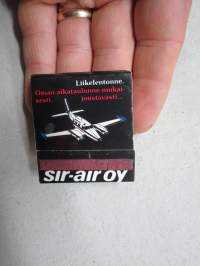 Liikelentonne.
Oman aikataulunne mukai-
sesti. joustavasti...
sir-air oy